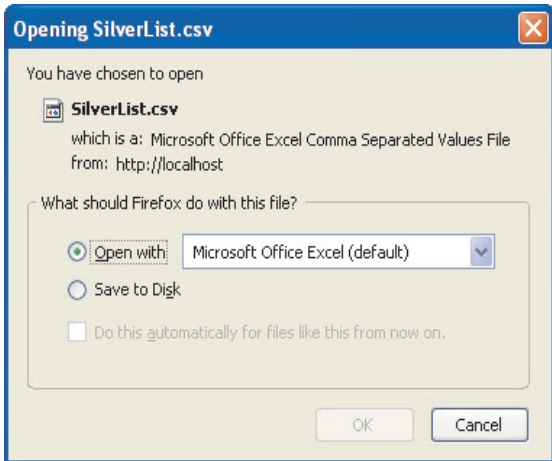 Opening SilverList.csv
You have chosen to open
SilverList.csv
which is a: Microsoft Office Excel Comma Separated Values File
from: http://localhost
What should Firefox do with this file?
Open with Microsoft Office Excel (default)
Save to Disk
Do this automatically for files like this from now on.
OK Cancel